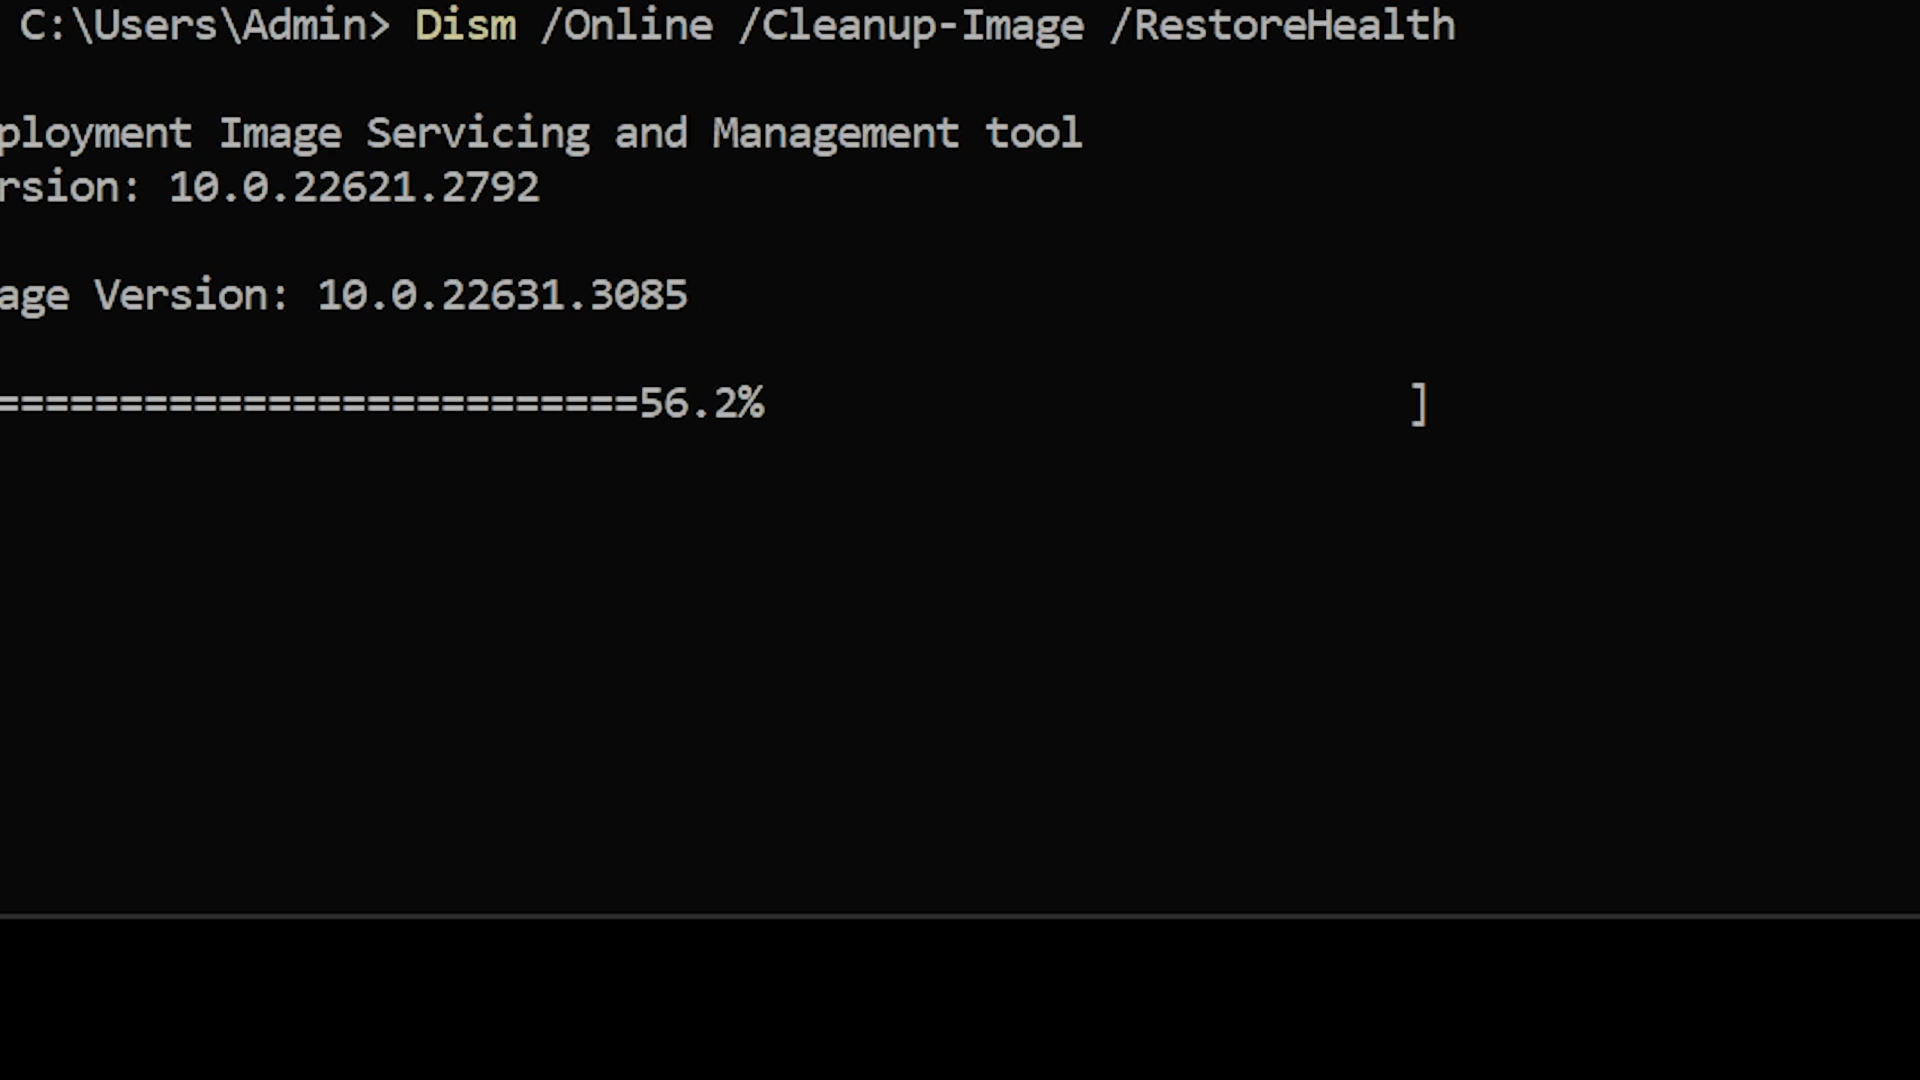 C:\Users\Admin> Dism /Online /Cleanup-Image /RestoreHealth
ployment Image Servicing and Management tool
rsion: 10.0.22621.2792
age Version: 10.0.22631.3085
==========================56.2% ]